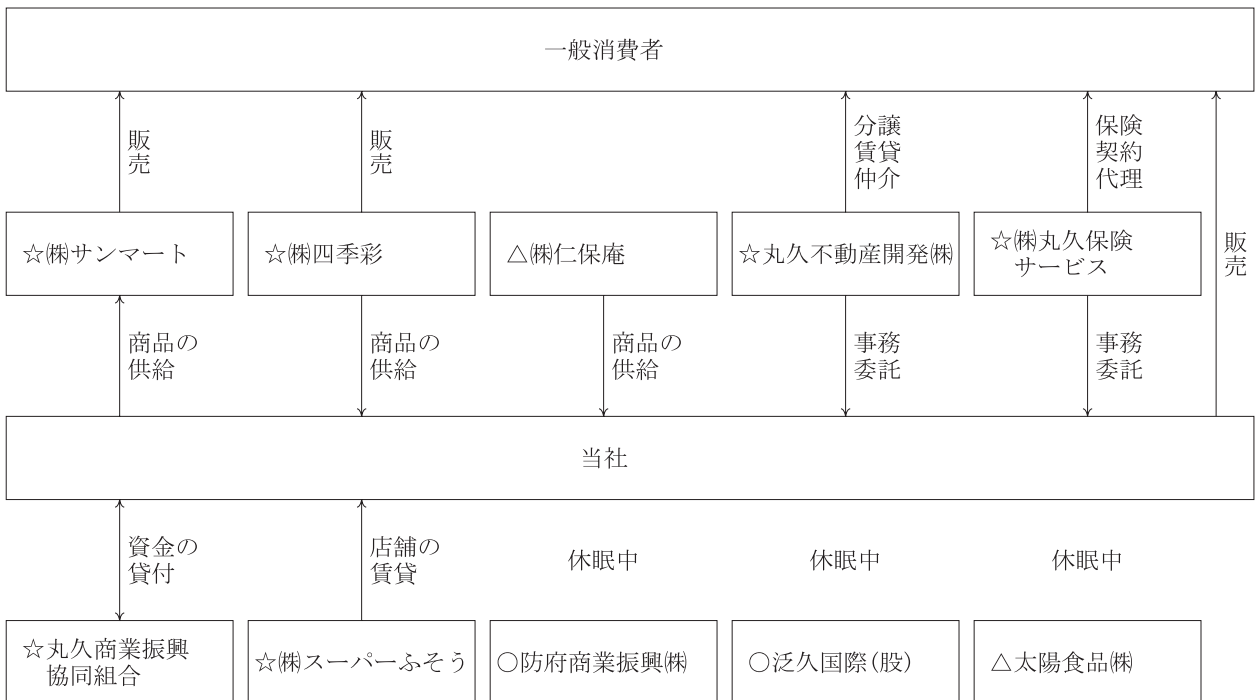 一般消費者
販売
販売
分譲
賃貸
仲介
保険
契約
代理
☆㈱サンマート
☆㈱四季彩
△㈱仁保庵
☆丸久不動産開発㈱
☆㈱丸久保険
サービス
販売
商品の
供給
商品の
供給
商品の
供給
事務
委託
事務
委託
当社
資金の
貸付
店舗の
賃貸
休眠中
休眠中
休眠中
☆丸久商業振興
協同組合
☆㈱スーパーふそう
○防府商業振興㈱
○泛久国際(股)
△太陽食品㈱